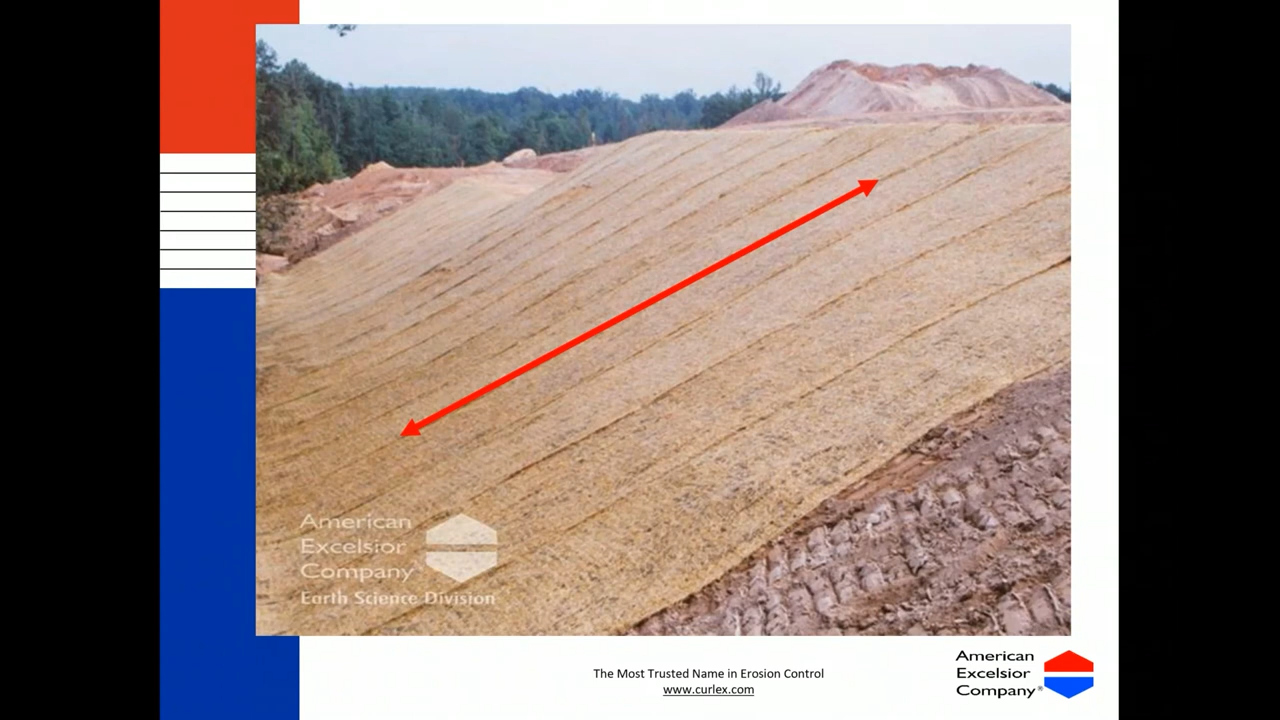 American
Excelsior
Company
Earth Science Division
The Most Trusted Name in Erosion Control
www.curlex.com
American
Excelsior
Company®